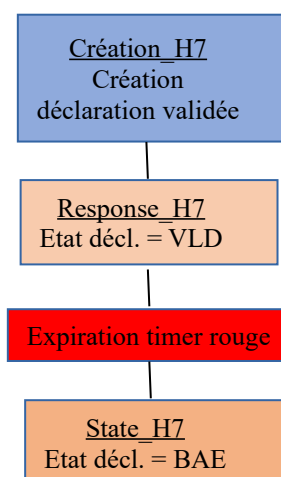 Création_H7
Création
déclaration validée
Response_H7
Etat décl. = VLD
Expiration timer rouge
State_H7
Etat décl. = BAE